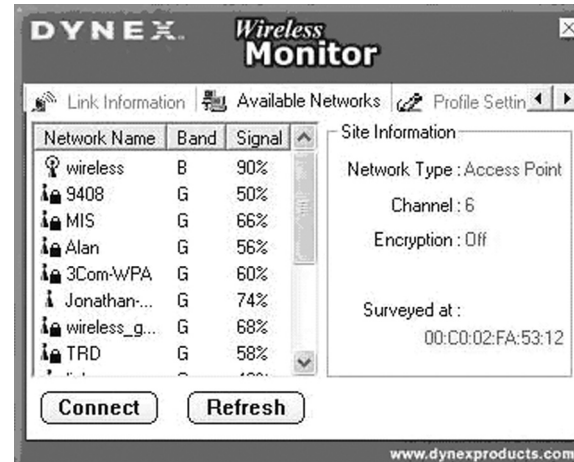 DYNEX Wireless Monitor
Link Information Available Networks Profile Settin
Network Name Band Signal
wireless B 90%
9408 G 50%
MIS G 66%
Alan G 56%
3Com-WPA G 60%
Jonathan-... G 74%
wireless_g... G 68%
TRD G 58%
Site Information
Network Type : Access Point
Channel : 6
Encryption : Off
Surveyed at :
00:C0:02:FA:53:12
Connect Refresh
www.dynexproducts.com